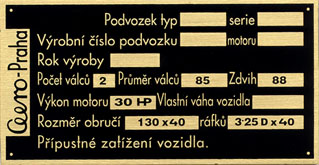 Aero-Praha
Podvozek typ serie
Výrobní číslo podvozku motoru
Rok výroby
Počet válců 2 Průměr válců 85 Zdvih 88
Výkon motoru 30 HP Vlastní váha vozidla
Rozměr obručí 130 x 40 ráfků 3·25 D x 40
Přípustné zatížení vozidla.